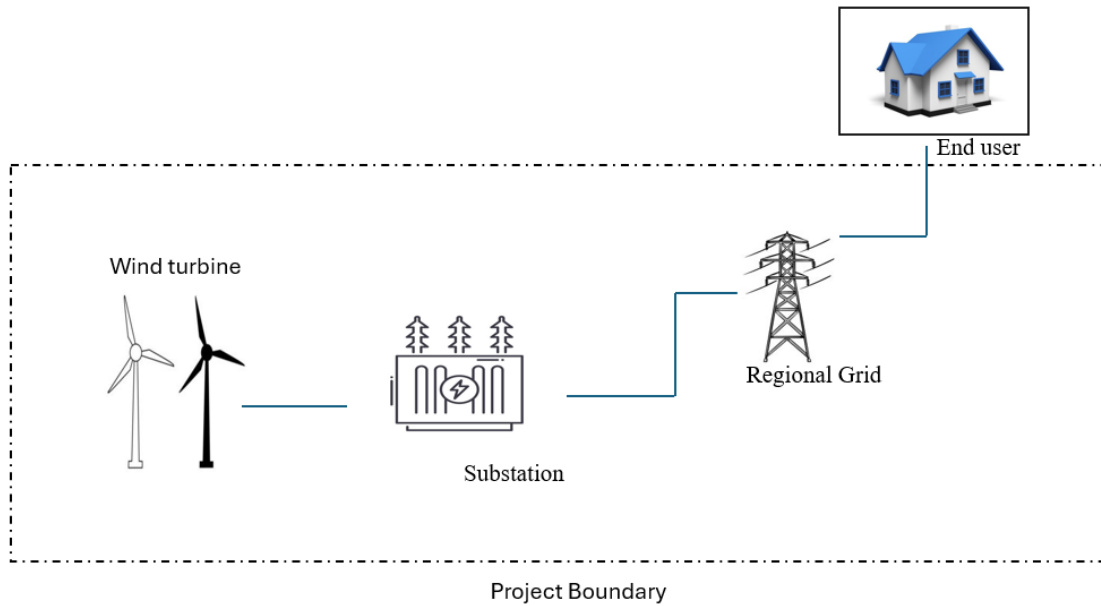 End user
Wind turbine
Regional Grid
Substation
Project Boundary